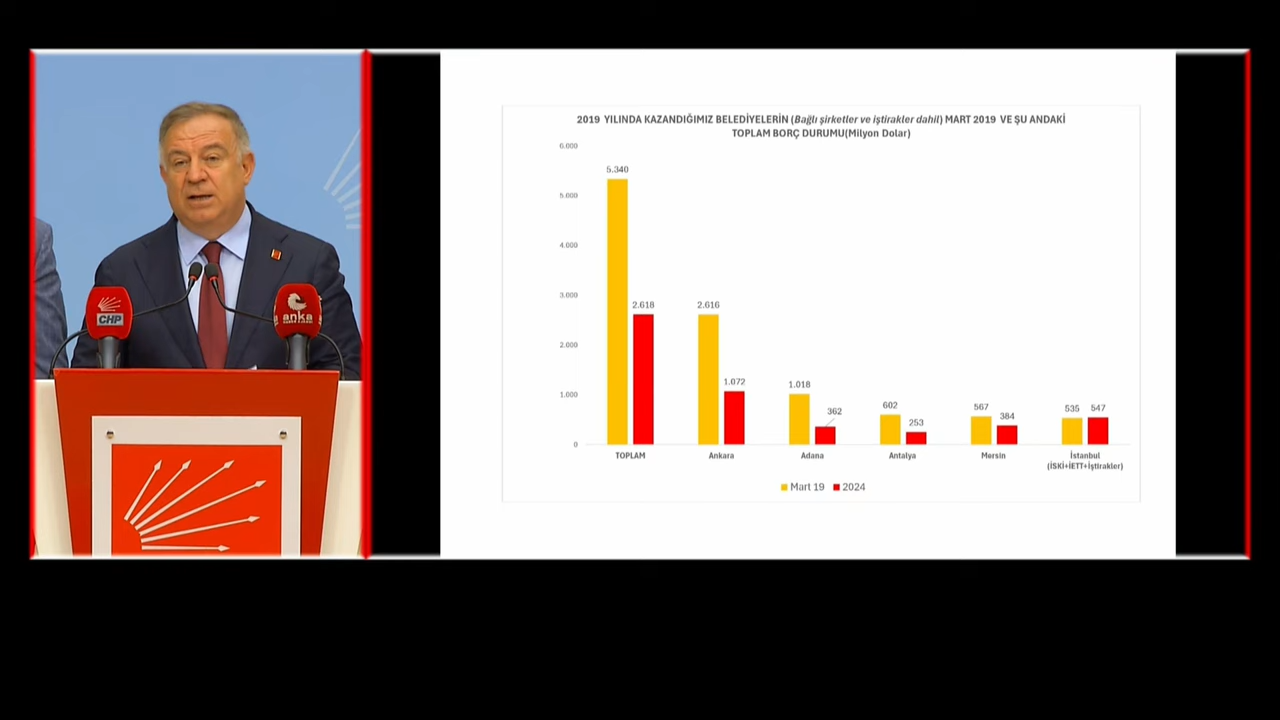 CHP
anka
2019 YILINDA KAZANDIĞIMIZ BELEDİYELERİN (Bağlı şirketler ve iştirakler dahil) MART 2019 VE ŞU ANDAKİ
TOPLAM BORÇ DURUMU(Milyon Dolar)
6.000
5.000
4.000
3.000
2.000
1.000
0
5.340
2.618
2.616
1.072
1.018
362
602
253
567
384
535
547
TOPLAM
Ankara
Adana
Antalya
Mersin
İstanbul
(İSKİ+İETT+İştirakler)
Mart 19
2024